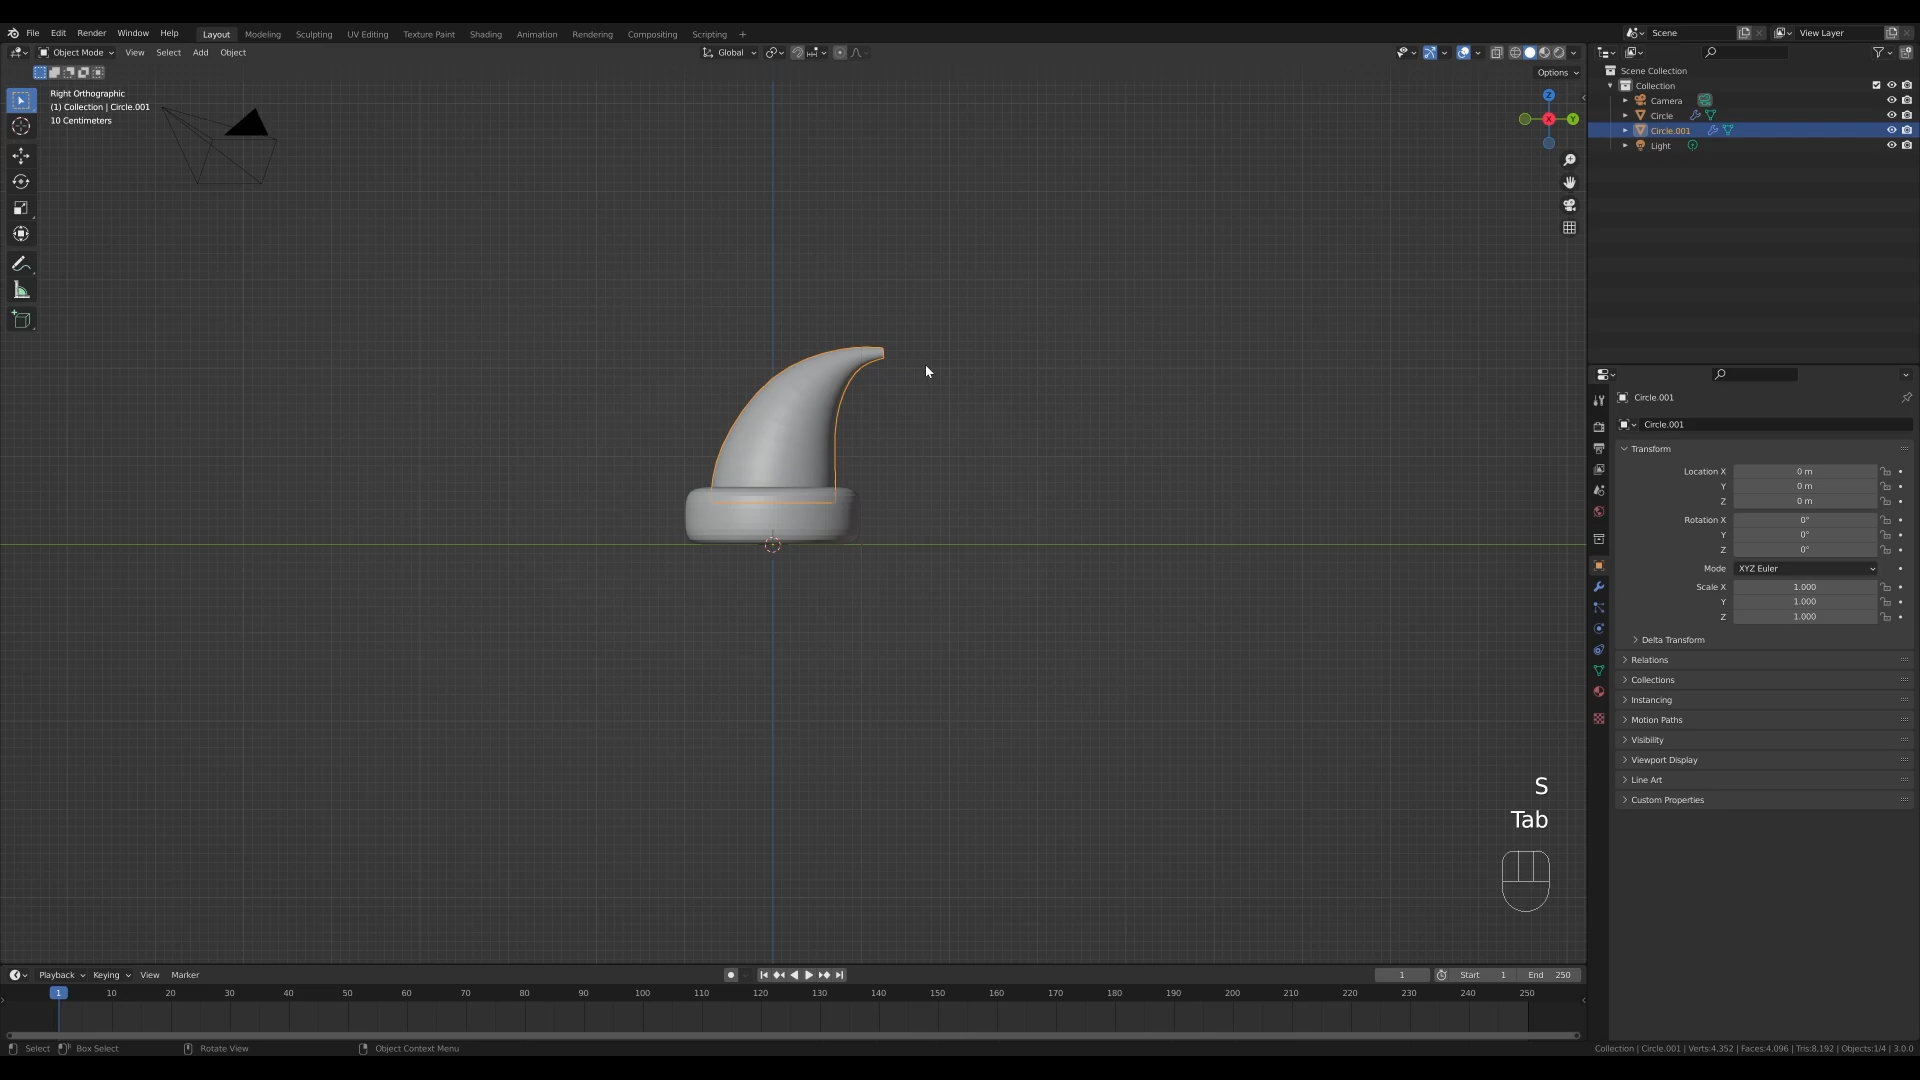 File Edit Render Window Help Layout Modeling Sculpting UV Editing Texture Paint Shading Animation Rendering Compositing Scripting + Scene View Layer
Object Mode View Select Add Object Global
Options
Right Orthographic
(1) Collection | Circle.001
10 Centimeters
Z
X
Y
Scene Collection
Collection
Camera
Circle
Circle.001
Light
Circle.001
Circle.001
Transform
Location X 0 m
Y 0 m
Z 0 m
Rotation X 0°
Y 0°
Z 0°
Mode XYZ Euler
Scale X 1.000
Y 1.000
Z 1.000
Delta Transform
Relations
Collections
Instancing
Motion Paths
Visibility
Viewport Display
Line Art
Custom Properties
S
Tab
Playback Keying View Marker 1 Start 1 End 250
1 10 20 30 40 50 60 70 80 90 100 110 120 130 140 150 160 170 180 190 200 210 220 230 240 250
Select Box Select Rotate View Object Context Menu Collection | Circle.001 | Verts:4,352 | Faces:4,096 | Tris:8,192 | Objects:1/4 | 3.0.0